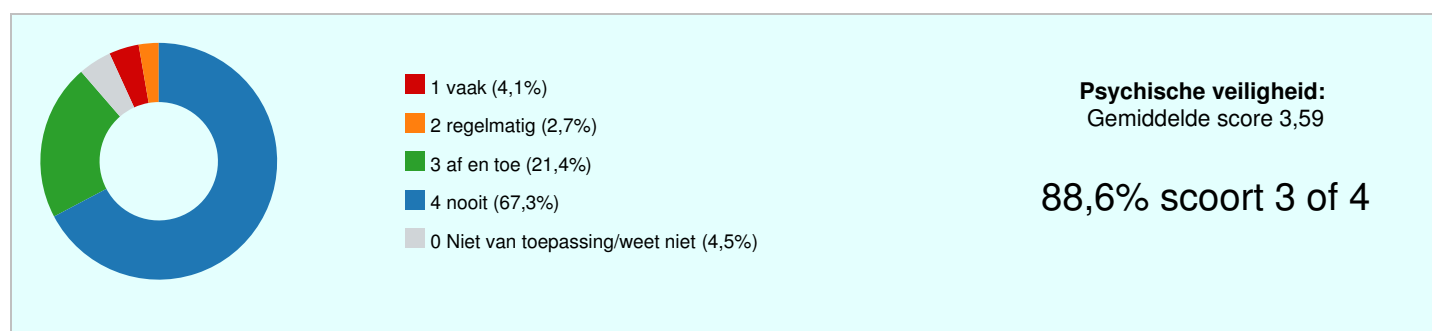 1 vaak (4,1%)
2 regelmatig (2,7%)
3 af en toe (21,4%)
4 nooit (67,3%)
0 Niet van toepassing/weet niet (4,5%)
Psychische veiligheid:
Gemiddelde score 3,59
88,6% scoort 3 of 4